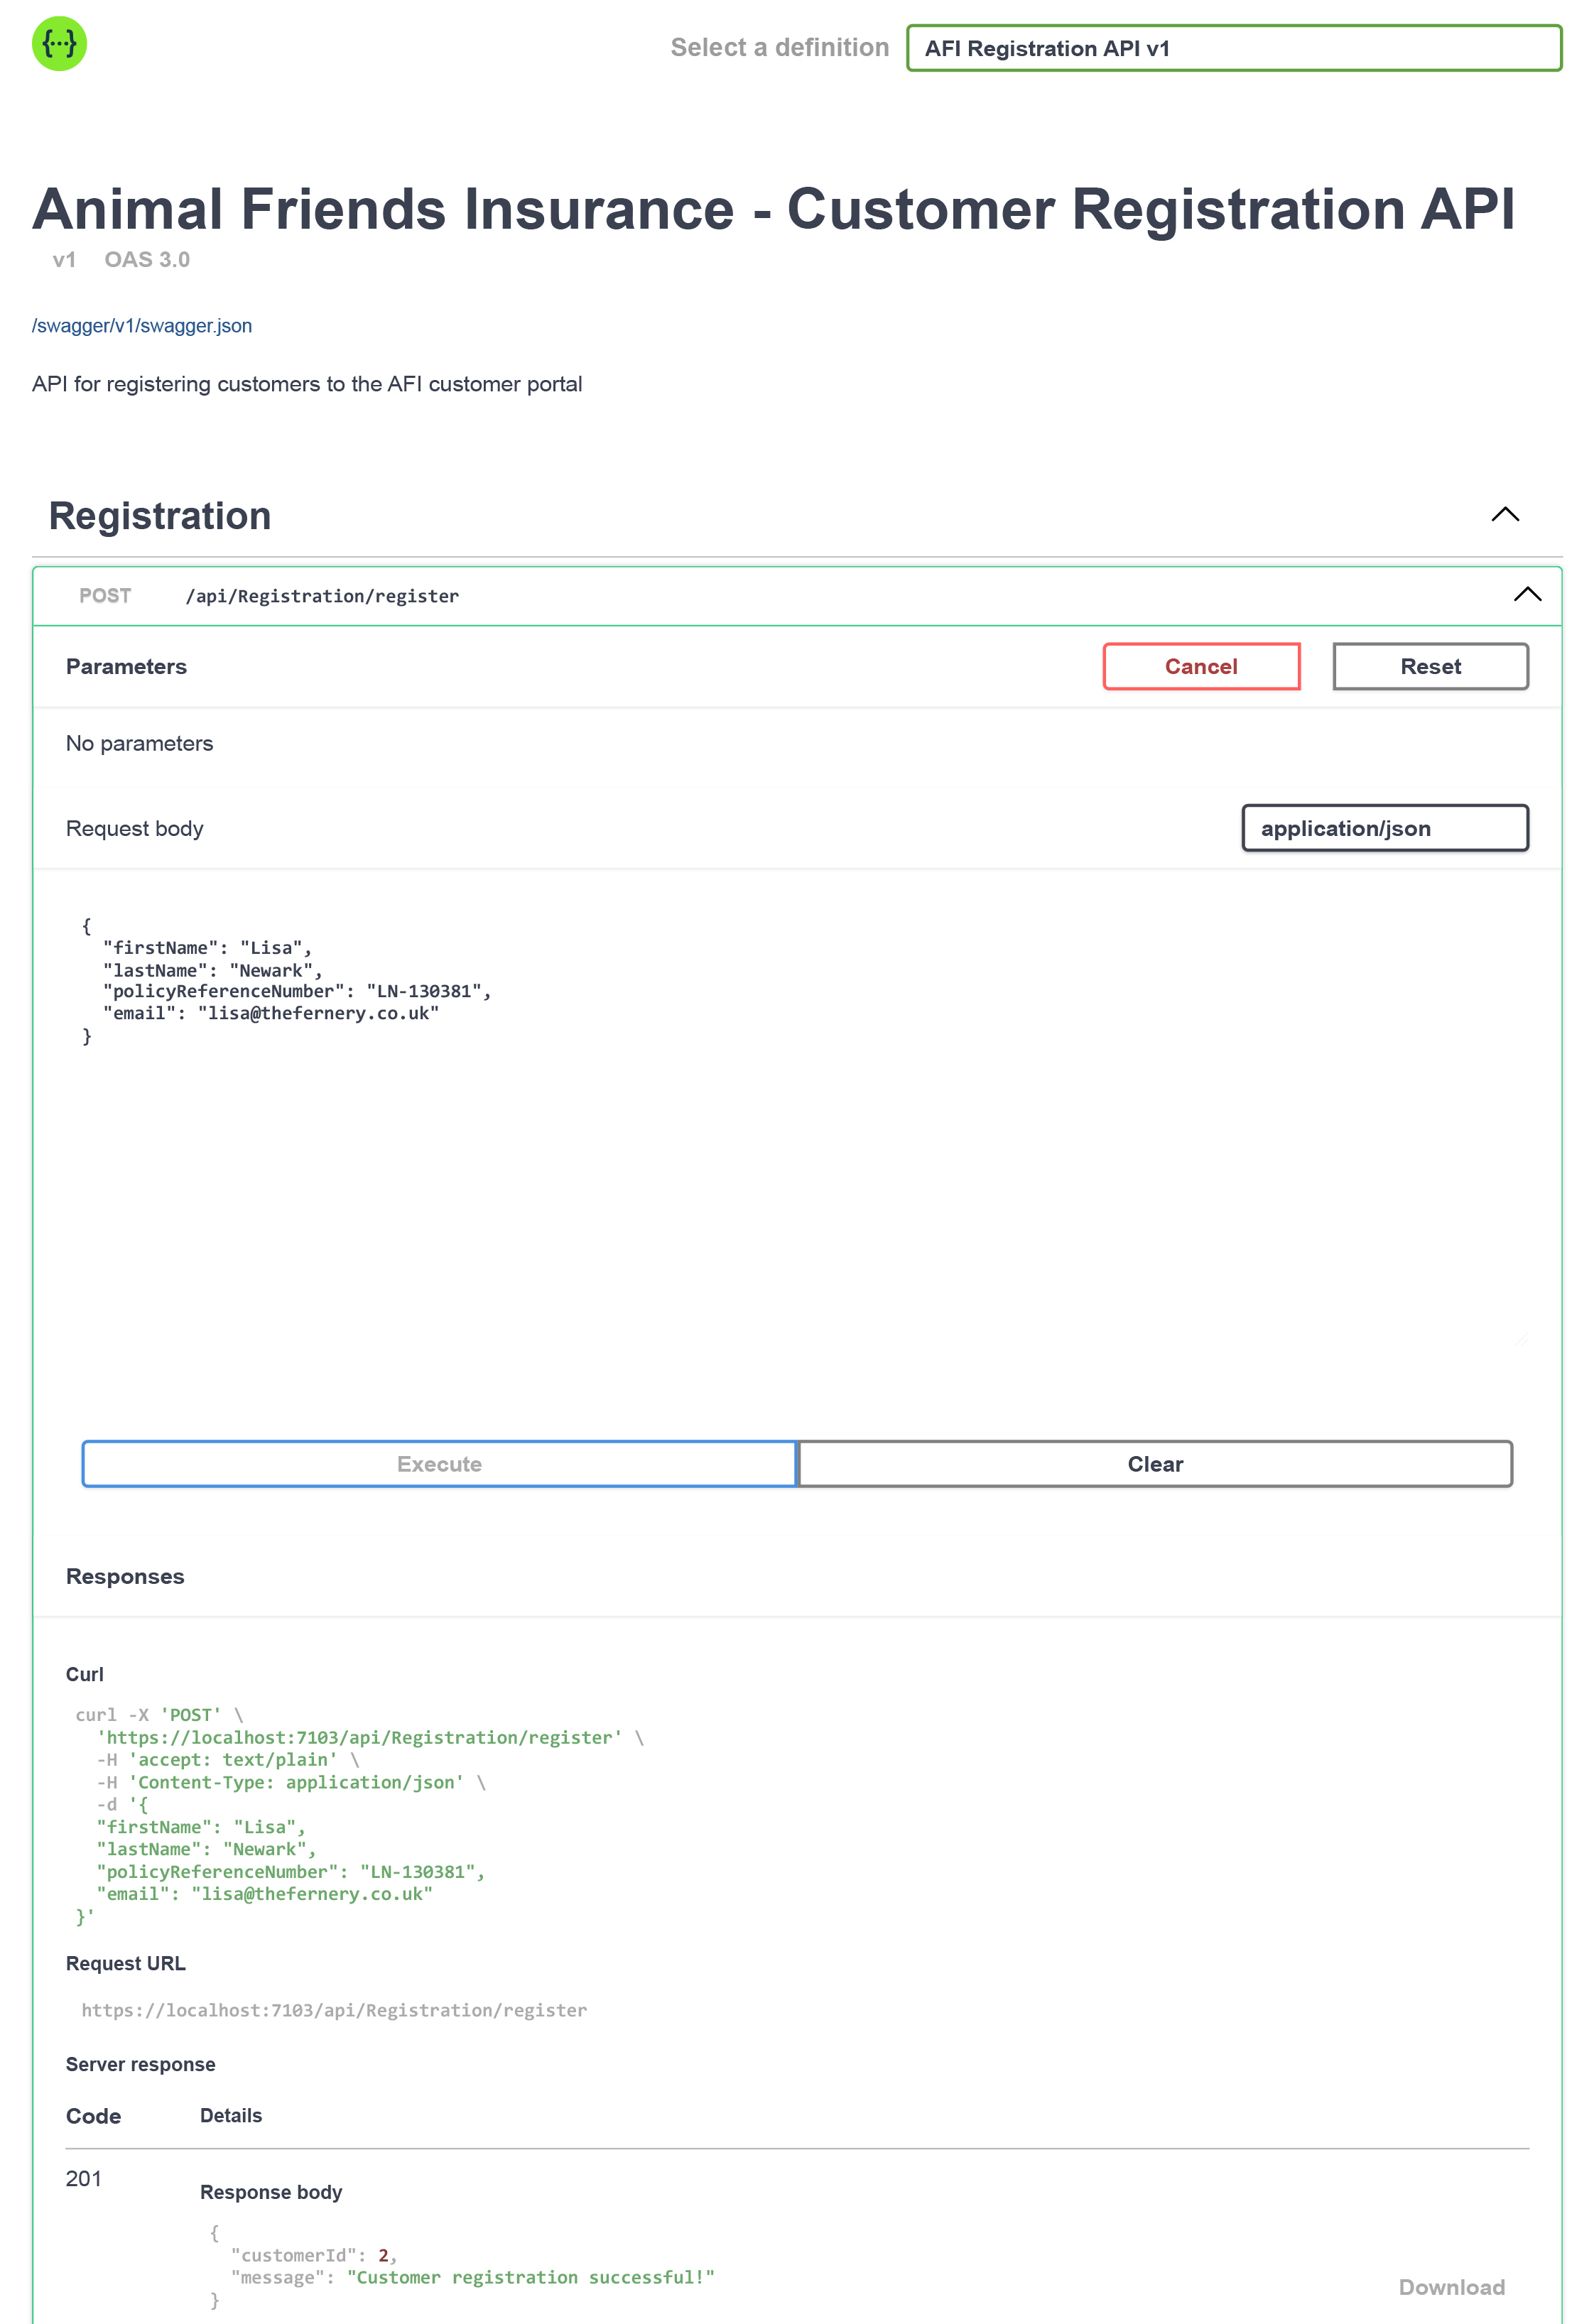 {···}
Select a definition
AFI Registration API v1
Animal Friends Insurance - Customer Registration API
v1 OAS 3.0
/swagger/v1/swagger.json
API for registering customers to the AFI customer portal
Registration
POST /api/Registration/register
Parameters
Cancel
Reset
No parameters
Request body
application/json
{
  "firstName": "Lisa",
  "lastName": "Newark",
  "policyReferenceNumber": "LN-130381",
  "email": "lisa@thefernery.co.uk"
}
Execute
Clear
Responses
Curl
curl -X 'POST' \
  'https://localhost:7103/api/Registration/register' \
  -H 'accept: text/plain' \
  -H 'Content-Type: application/json' \
  -d '{
  "firstName": "Lisa",
  "lastName": "Newark",
  "policyReferenceNumber": "LN-130381",
  "email": "lisa@thefernery.co.uk"
}'
Request URL
https://localhost:7103/api/Registration/register
Server response
Code Details
201
Response body
{
  "customerId": 2,
  "message": "Customer registration successful!"
}
Download